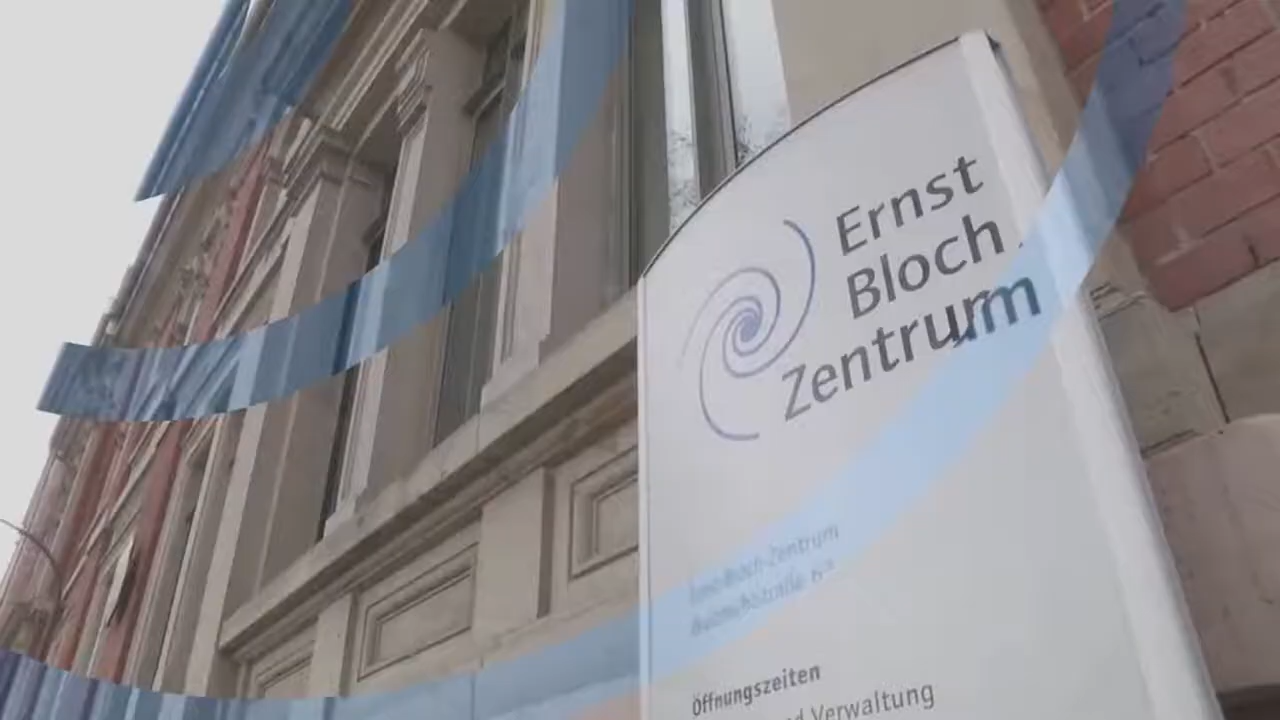 Ernst
Bloch
Zentrum
Ernst-Bloch-Zentrum
Öffnungszeiten
Verwaltung